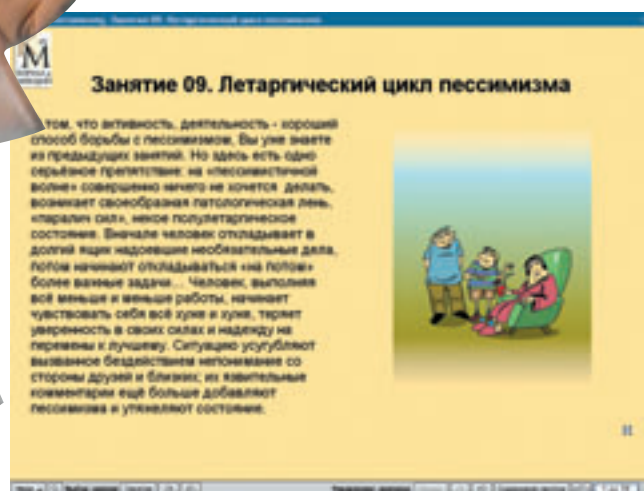 М
Занятие 09. Летаргический цикл пессимизма
том, что активность, деятельность - хороший
способ борьбы с пессимизмом, Вы уже знаете
из предыдущих занятий. Но здесь есть одно
серьёзное препятствие: на «пессимистичной
волне» совершенно ничего не хочется делать,
возникает своеобразная патологическая лень,
«паралич сил», некое полулетаргическое
состояние. Вначале человек откладывает в
долгий ящик надоевшие необязательные дела,
потом начинают откладываться «на потом»
более важные задачи... Человек, выполняя
всё меньше и меньше работы, начинает
чувствовать себя всё хуже и хуже, теряет
уверенность в своих силах и надежду на
перемены к лучшему. Ситуацию усугубляют
вызванное бездействием непонимание со
стороны друзей и близких; их язвительные
комментарии ещё больше добавляют
пессимизма и утяжеляют состояние.